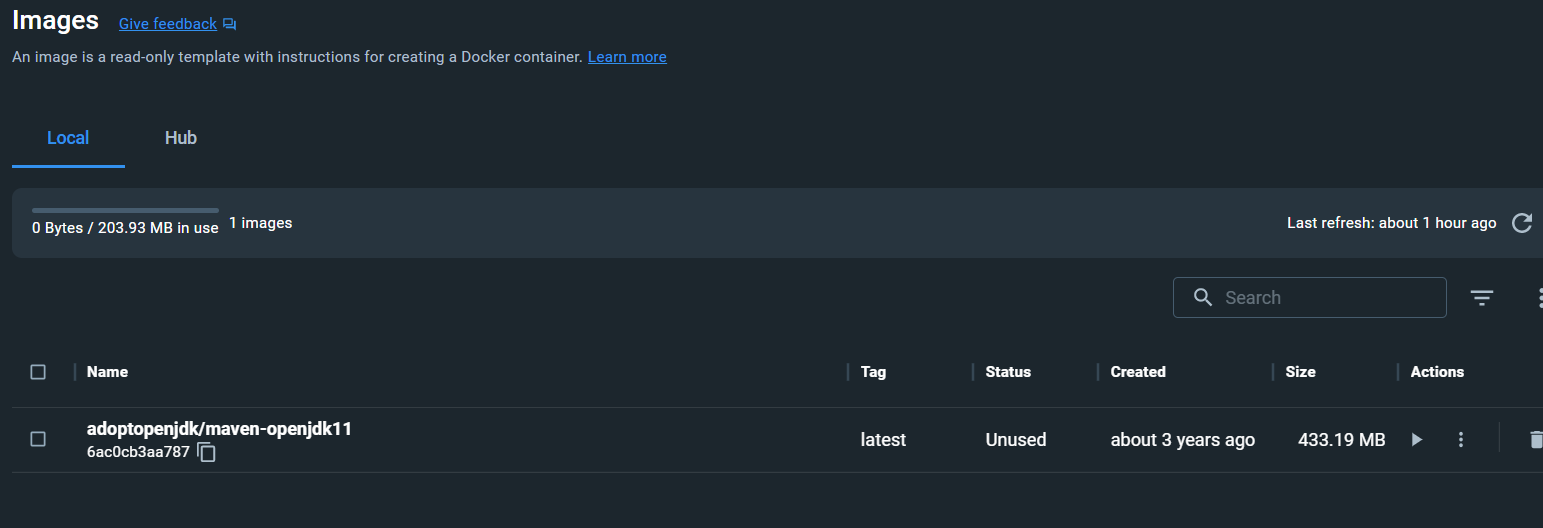 Images Give feedback
An image is a read-only template with instructions for creating a Docker container. Learn more
Local Hub
0 Bytes / 203.93 MB in use 1 images Last refresh: about 1 hour ago
Search
Name Tag Status Created Size Actions
adoptopenjdk/maven-openjdk11
6ac0cb3aa787
latest Unused about 3 years ago 433.19 MB